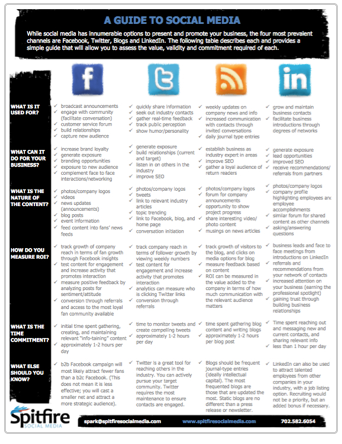 A GUIDE TO SOCIAL MEDIA
While social media has innumerable options to present and promote your business, the four most prevalent
channels are Facebook, Twitter, Blogs and LinkedIn. The following table describes each and provides a
simple guide that will allow you to assess the value, validity and commitment required of each.
WHAT IS IT USED FOR?
broadcast announcements
engage with community
(facilitate conversation)
customer service forum
build relationships
capture new audience
quickly share information
seek out industry contacts
gather real-time feedback
track public perception
show humor/personality
weekly updates on
company news and info
increased communication
with clientele through
invited conversations
daily journal type entries
grow and maintain
business contacts
facilitate business
introductions through
degrees of networks
WHAT CAN IT DO FOR YOUR BUSINESS?
increase brand loyalty
generate exposure
branding opportunities
exposure to new audience
complement face to face
interactions/networking
generate exposure
build relationships (current
and target)
listen in on others in the
industry
improve SEO
establish business as
industry expert in areas
improve SEO
gather a loyal audience of
return readers
generate exposure
lead opportunities
improved SEO
receive recommendations/
referrals from partners
WHAT IS THE NATURE OF THE CONTENT?
photos/company logos
videos
news updates
(announcements)
blog posts
event information
feed content into fans' news
feeds
photos/company logos
tweets
link to relevant industry
articles
topic trending
link to Facebook, blog, and
home page
conversation initiation
photos/company logos
forum for company
announcements
opportunity to show
project progress
share interesting video/
photo content
musings on news articles
photos/company logos
company profile
highlighting employees are
employee
accomplishments
similar forum for shared
content as other channels
asking/answering
questions
HOW DO YOU MEASURE ROI?
track growth of company
reach in terms of fan growth
through Facebook insights
test content for engagement
and increase activity that
promotes interaction
measure positive feedback by
analyzing posts for
sentiment/attitude
conversion through referrals
and access to the most loyal
fan community available
track company reach in
terms of follower growth by
viewing weekly numbers
test content for
engagement and increase
activity that promotes
interaction
analytics can measure who
is clicking Twitter links
conversion through
referrals
track growth of visitors to
the blog, and clicks on
media options for blog
measure feedback based
on content
ROI can be measured in
the value added to the
company in terms of how
much communication with
the relevant audience
matters
business leads and face to
face meetings from
introductions on LinkedIn
referrals and
recommendations from
your network of contacts
increased attention on
your business (earning the
professional spotlight)
gaining trust through
building business
relationships
WHAT IS THE TIME COMMITMENT?
Initial time spent gathering,
creating, and maintaining
relevant "info-taining" content
approximately 1-2 hours per
day
time to monitor tweets and
create compelling tweets
approximately 1-2 hours
per day
Time spent gathering blog
content and writing blogs
approximately 1-2 hours
per blog post
Time spent reaching out
and messaging new and
current contacts, and
sharing relevant info
less than 1 hour per day
WHAT ELSE SHOULD YOU KNOW?
b2c Facebook campaign will
most likely attract fewer fans
than a b2c Facebook. (This
does not mean it is less
effective; you will cast a
smaller net and attract a
more strategic audience).
Twitter is a great tool for
reaching others in the
industry. You can actively
pursue your target
community. Twitter
requires the most
maintenance to ensure
contacts are engaged.
Blogs should be frequent
journal-type entries
(ideally intellectual
capital). The most
frequented blogs are
those that are updated the
most. Static blogs are no
different than a press
release or newsletter.
LinkedIn can also be used
to attract talented
employees from other
companies in your
industry, with a job listing
option. Recruiting would
not be a priority, but an
added bonus if necessary.
Spitfire
SOCIAL MEDIA
spark@spitfiresocialmedia.com
www.spitfiresocialmedia.com
702.582.6054